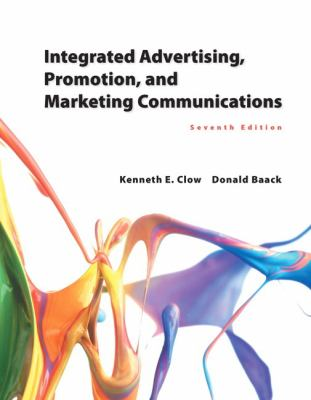 Integrated Advertising,
Promotion, and
Marketing Communications
Seventh Edition
Kenneth E. Clow Donald Baack